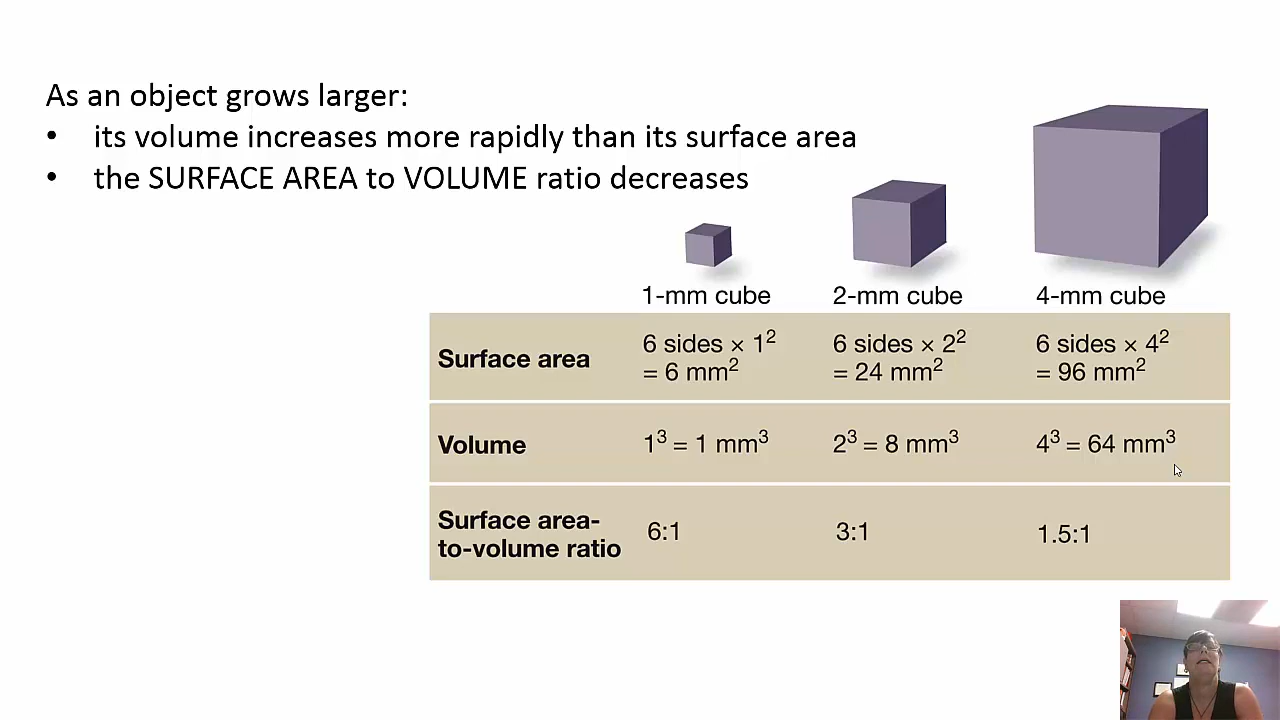 As an object grows larger:
• its volume increases more rapidly than its surface area
• the SURFACE AREA to VOLUME ratio decreases
1-mm cube 2-mm cube 4-mm cube
Surface area
6 sides × 1²
= 6 mm²
6 sides × 2²
= 24 mm²
6 sides × 4²
= 96 mm²
Volume 1³ = 1 mm³ 2³ = 8 mm³ 4³ = 64 mm³
Surface area-
to-volume ratio
6:1 3:1 1.5:1